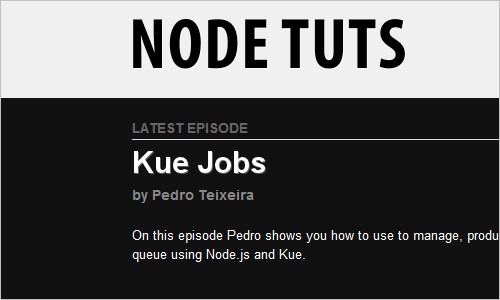 NODE TUTS
LATEST EPISODE
Kue Jobs
by Pedro Teixeira
On this episode Pedro shows you how to use to manage, produ
queue using Node.js and Kue.